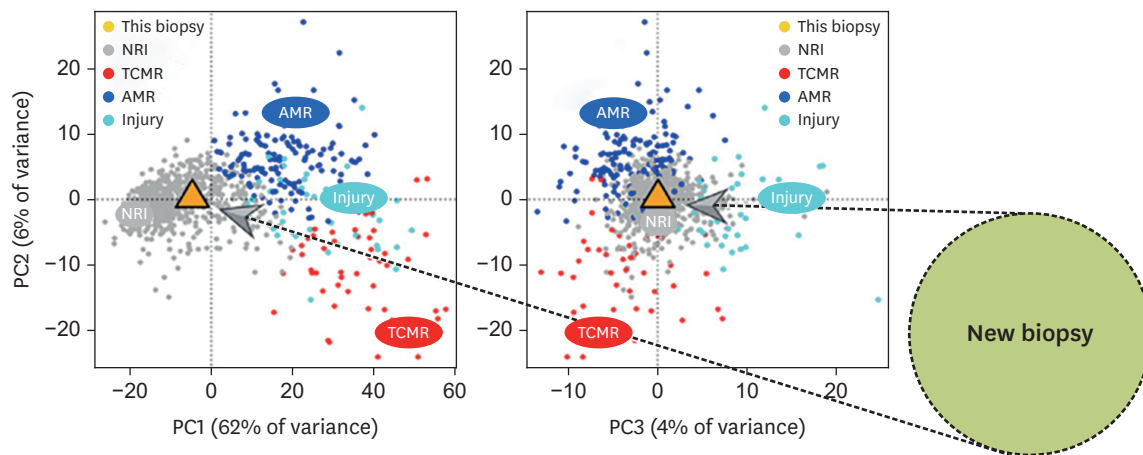 This biopsy
NRI
TCMR
AMR
Injury
AMR
Injury
NRI
TCMR
20
10
0
−10
−20
−20
0
20
40
60
PC2 (6% of variance)
PC1 (62% of variance)
This biopsy
NRI
TCMR
AMR
Injury
AMR
Injury
NRI
TCMR
20
10
0
−10
−20
−10
0
10
20
PC3 (4% of variance)
New biopsy